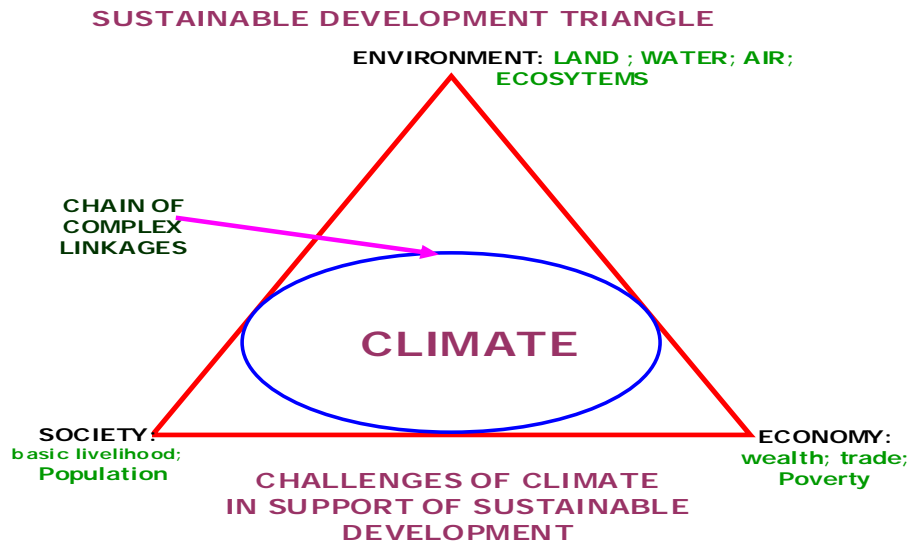 SUSTAINABLE DEVELOPMENT TRIANGLE
ENVIRONMENT: LAND ; WATER; AIR;
ECOSYTEMS
CHAIN OF
COMPLEX
LINKAGES
CLIMATE
SOCIETY:
basic livelihood;
Population
ECONOMY:
wealth; trade;
Poverty
CHALLENGES OF CLIMATE
IN SUPPORT OF SUSTAINABLE
DEVELOPMENT